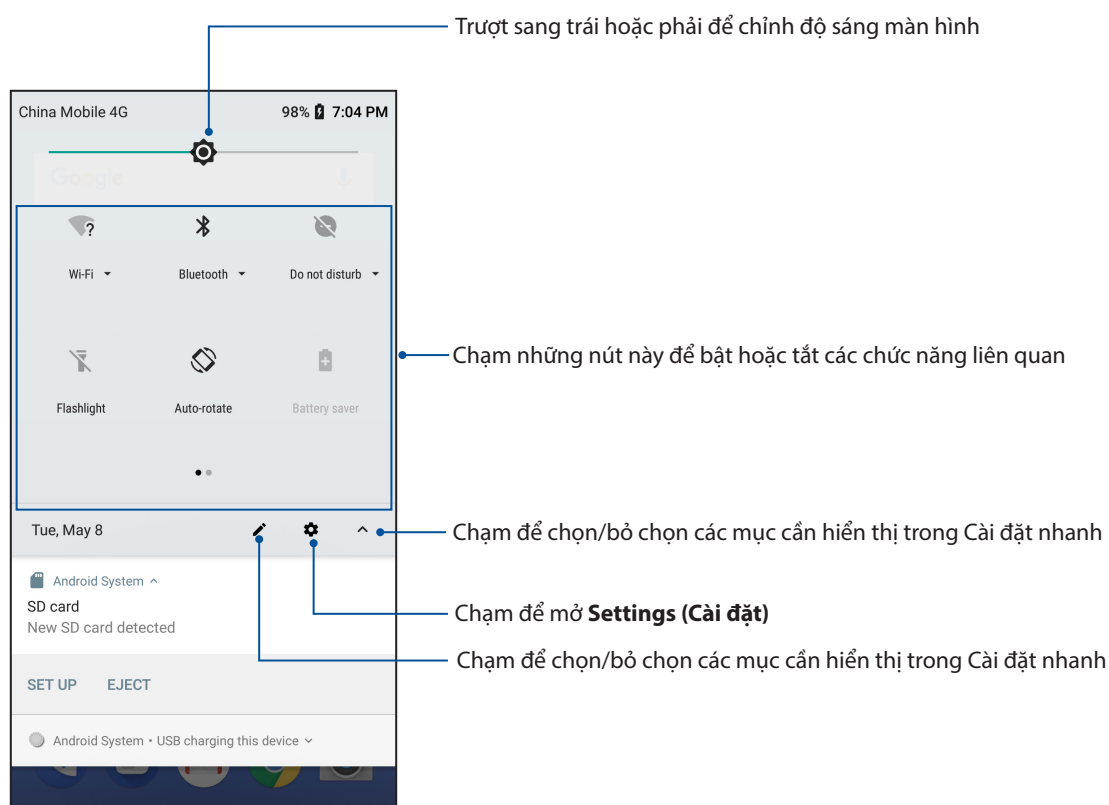 Trượt sang trái hoặc phải để chỉnh độ sáng màn hình
China Mobile 4G 98% 7:04 PM
Google
Wi-Fi Bluetooth Do not disturb
Chạm những nút này để bật hoặc tắt các chức năng liên quan
Flashlight Auto-rotate Battery saver
Tue, May 8
Chạm để chọn/bỏ chọn các mục cần hiển thị trong Cài đặt nhanh
Android System
SD card
New SD card detected
Chạm để mở Settings (Cài đặt)
Chạm để chọn/bỏ chọn các mục cần hiển thị trong Cài đặt nhanh
SET UP EJECT
Android System • USB charging this device